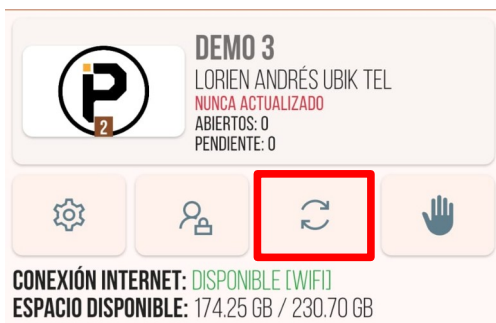 DEMO 3
LORIEN ANDRÉS UBIK TEL
NUNCA ACTUALIZADO
ABIERTOS: 0
PENDIENTE: 0
P
2
CONEXIÓN INTERNET: DISPONIBLE [WIFI]
ESPACIO DISPONIBLE: 174.25 GB / 230.70 GB